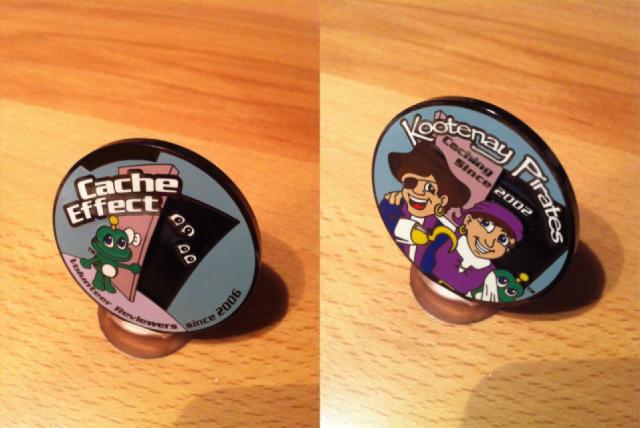 Cache
Effect!
Volunteer Reviewers since 2006
Kootenay Pirates
Caching
Since
2002